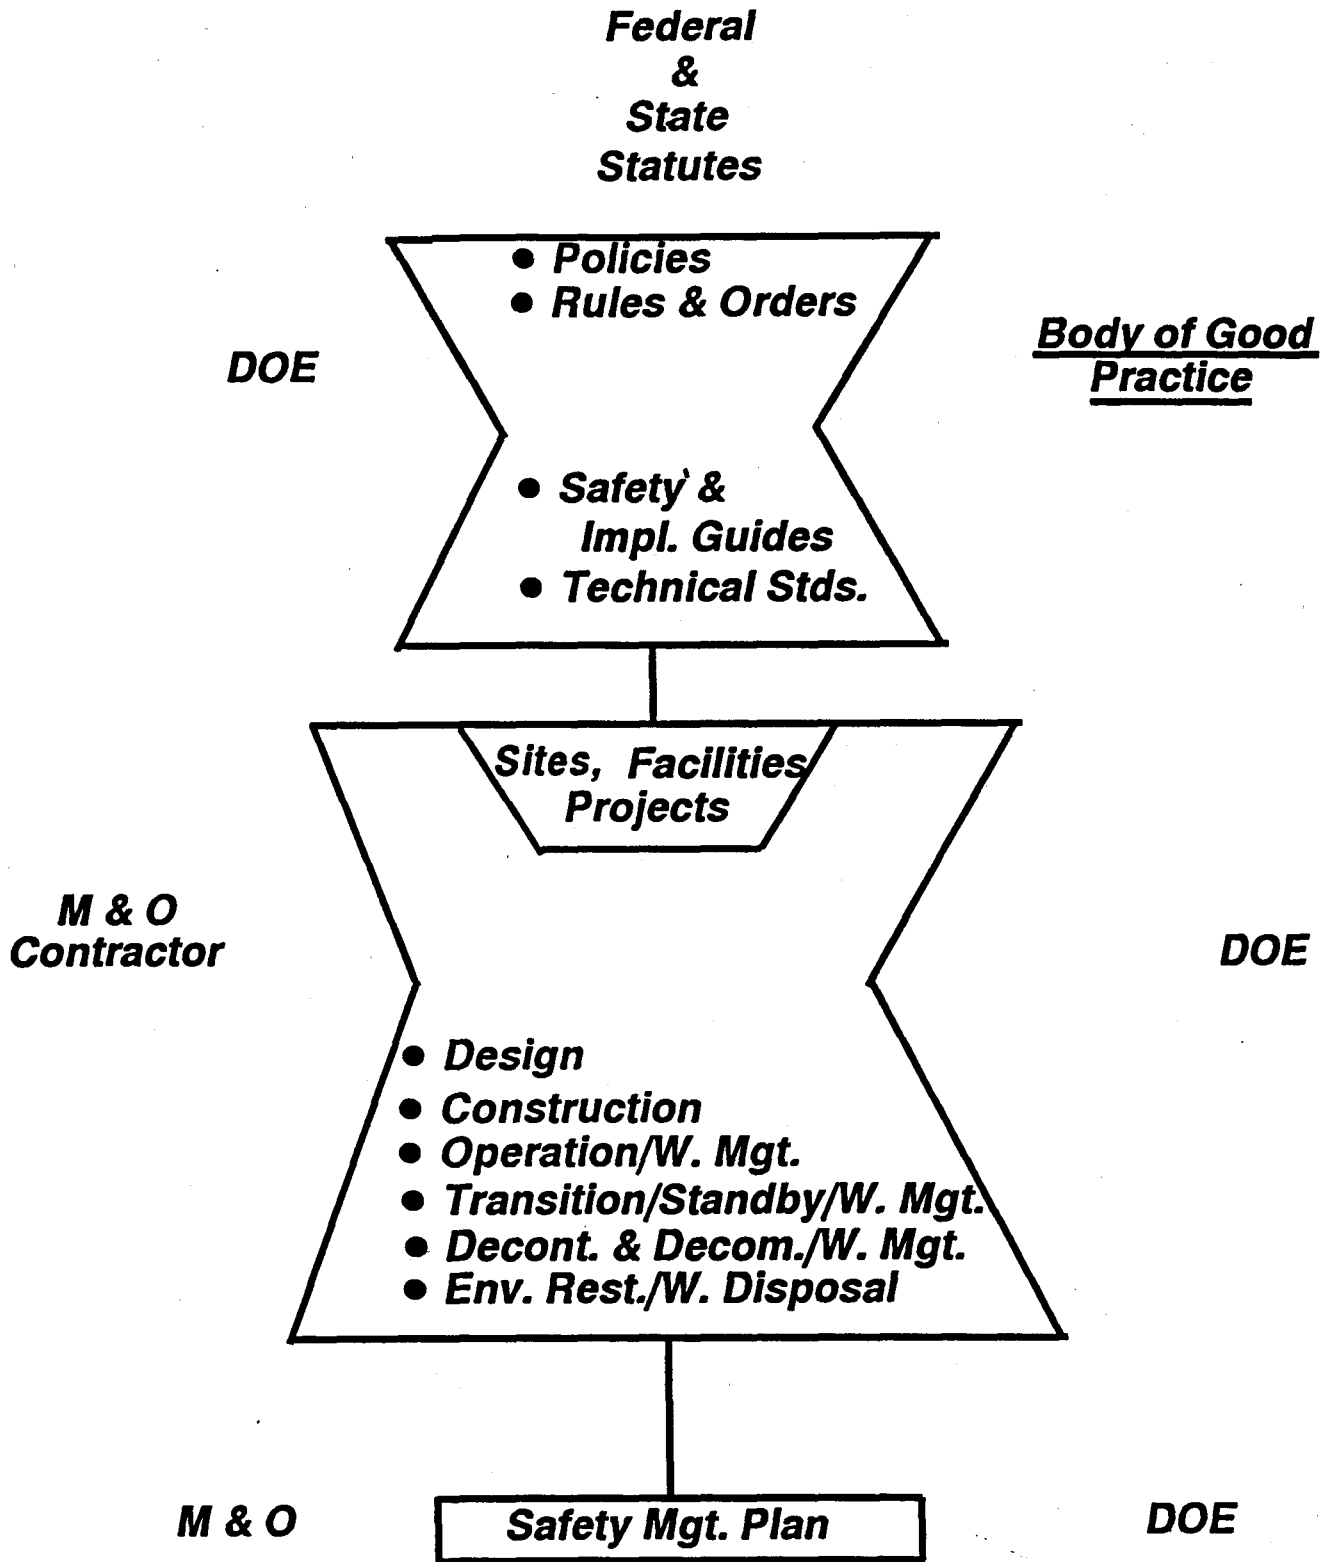 Federal
&
State
Statutes
• Policies
• Rules & Orders
DOE
Body of Good
Practice
• Safety &
Impl. Guides
• Technical Stds.
Sites, Facilities
Projects
M & O
Contractor
DOE
• Design
• Construction
• Operation/W. Mgt.
• Transition/Standby/W. Mgt.
• Decont. & Decom./W. Mgt.
• Env. Rest./W. Disposal
M & O
Safety Mgt. Plan
DOE